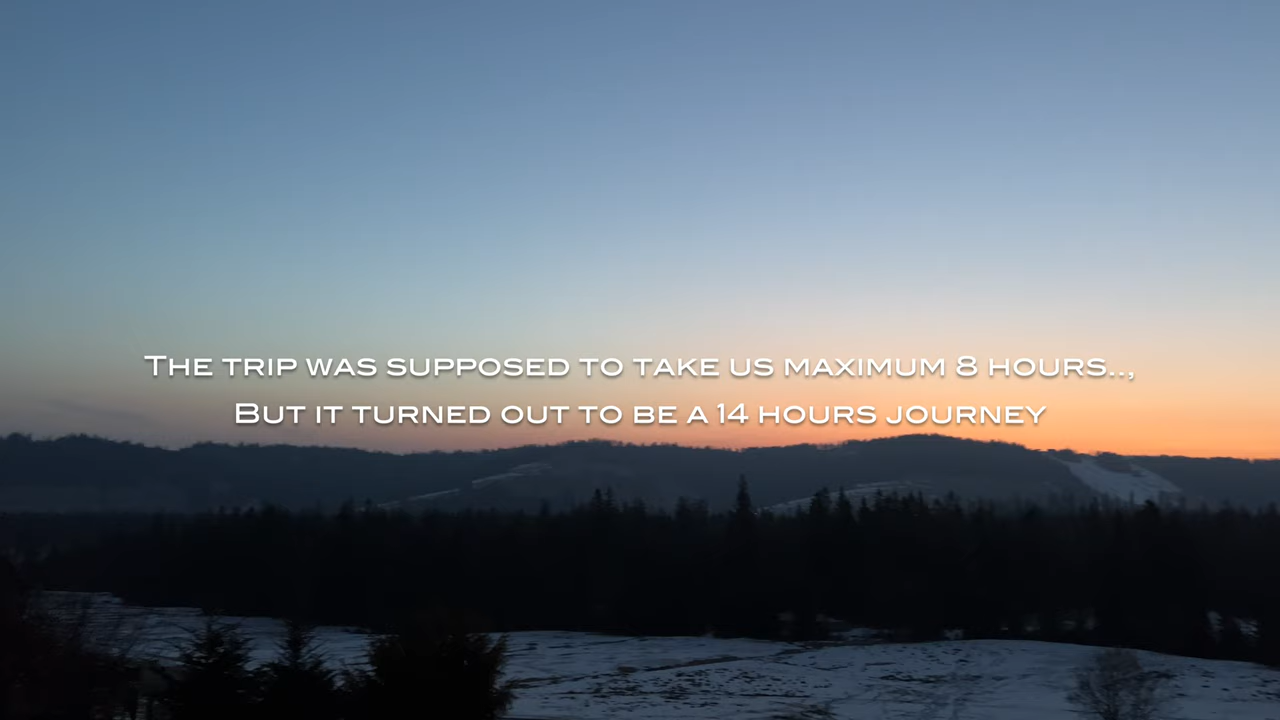 The trip was supposed to take us maximum 8 hours..,
But it turned out to be a 14 hours journey